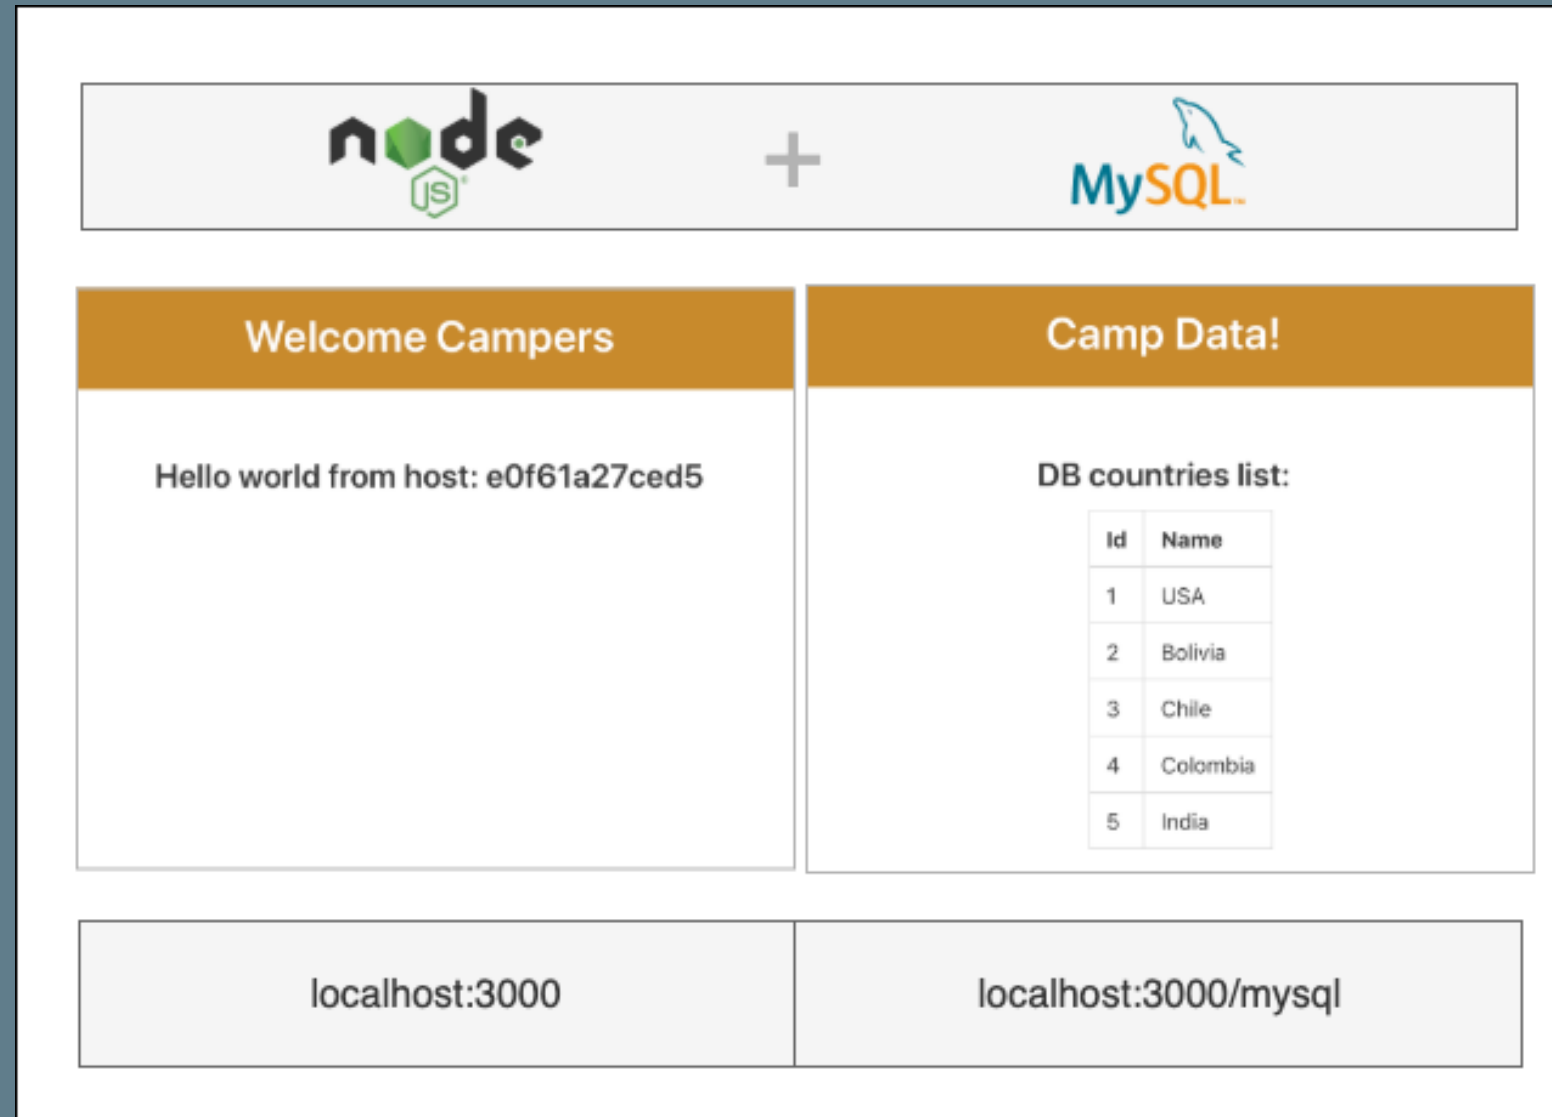 node
JS
+
MySQL
Welcome Campers
Hello world from host: e0f61a27ced5
Camp Data!
DB countries list:
Id Name
1 USA
2 Bolivia
3 Chile
4 Colombia
5 India
localhost:3000
localhost:3000/mysql